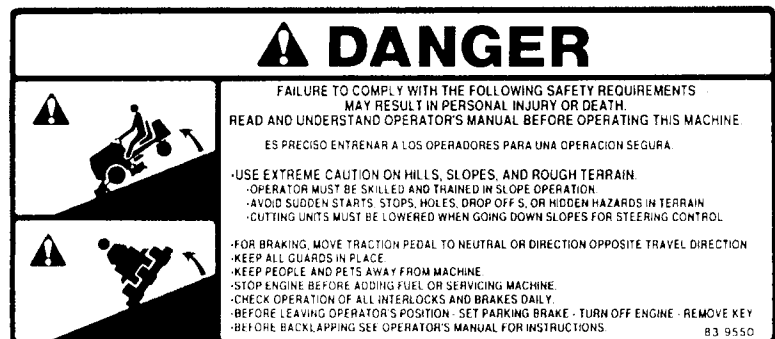 DANGER
FAILURE TO COMPLY WITH THE FOLLOWING SAFETY REQUIREMENTS
MAY RESULT IN PERSONAL INJURY OR DEATH.
READ AND UNDERSTAND OPERATOR'S MANUAL BEFORE OPERATING THIS MACHINE
ES PRECISO ENTRENAR A LOS OPERADORES PARA UNA OPERACION SEGURA.
·USE EXTREME CAUTION ON HILLS, SLOPES, AND ROUGH TERRAIN.
·OPERATOR MUST BE SKILLED AND TRAINED IN SLOPE OPERATION.
·AVOID SUDDEN STARTS, STOPS, HOLES, DROP OFF S, OR HIDDEN HAZARDS IN TERRAIN
·CUTTING UNITS MUST BE LOWERED WHEN GOING DOWN SLOPES FOR STEERING CONTROL
·FOR BRAKING, MOVE TRACTION PEDAL TO NEUTRAL OR DIRECTION OPPOSITE TRAVEL DIRECTION
·KEEP ALL GUARDS IN PLACE.
·KEEP PEOPLE AND PETS AWAY FROM MACHINE.
·STOP ENGINE BEFORE ADDING FUEL OR SERVICING MACHINE.
·CHECK OPERATION OF ALL INTERLOCKS AND BRAKES DAILY.
·BEFORE LEAVING OPERATOR'S POSITION - SET PARKING BRAKE - TURN OFF ENGINE - REMOVE KEY
·BEFORE BACKLAPPING SEE OPERATOR'S MANUAL FOR INSTRUCTIONS.
83 9550